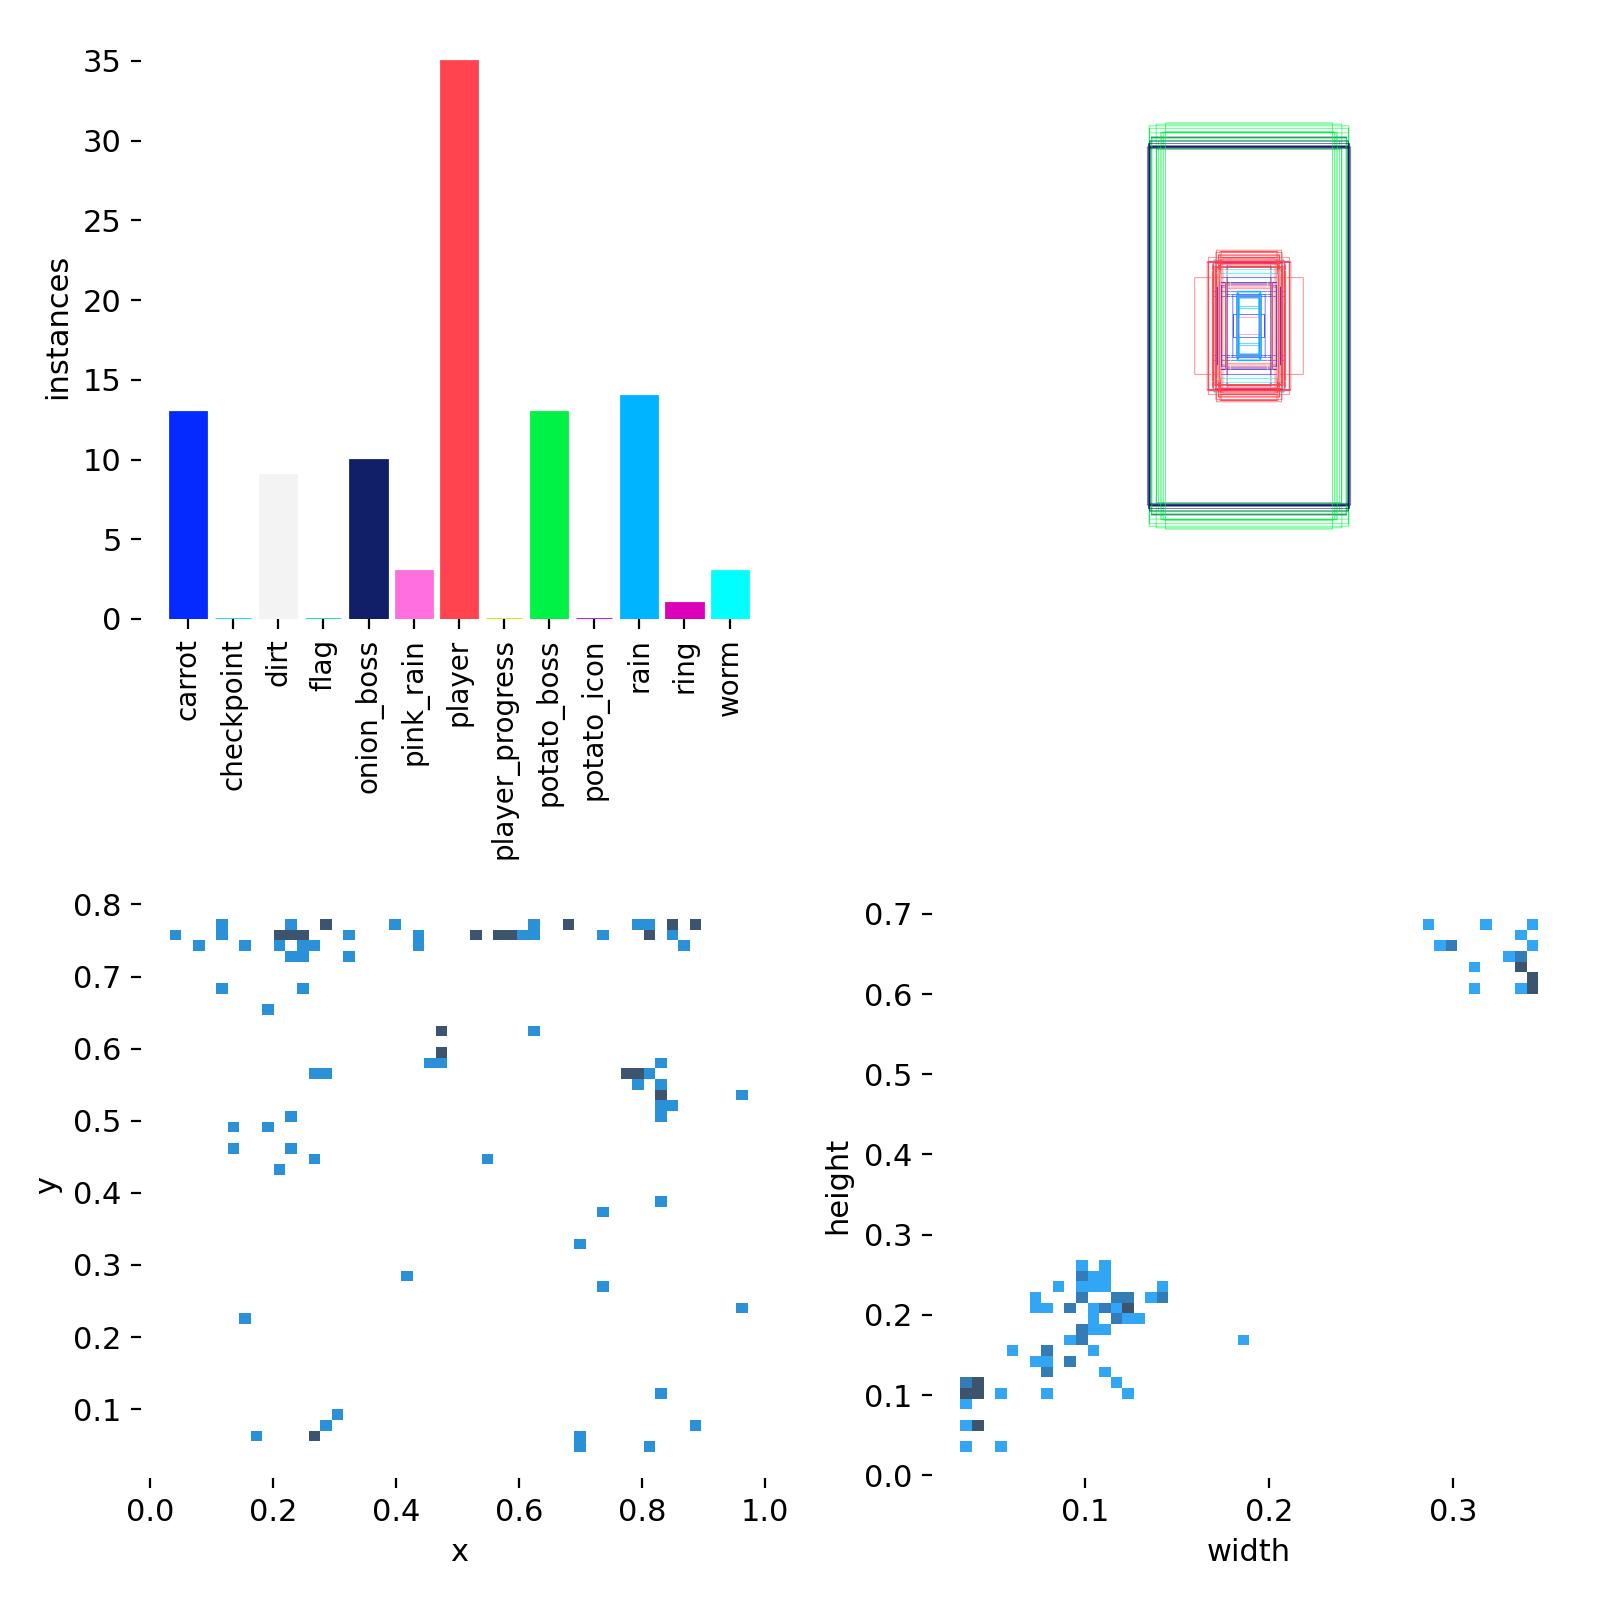 35
30
25
20
15
10
5
0
instances
carrot
checkpoint
dirt
flag
onion_boss
pink_rain
player
player_progress
potato_boss
potato_icon
rain
ring
worm
0.8
0.7
0.6
0.5
0.4
0.3
0.2
0.1
y
0.0 0.2 0.4 0.6 0.8 1.0
x
0.7
0.6
0.5
0.4
0.3
0.2
0.1
0.0
height
0.1 0.2 0.3
width